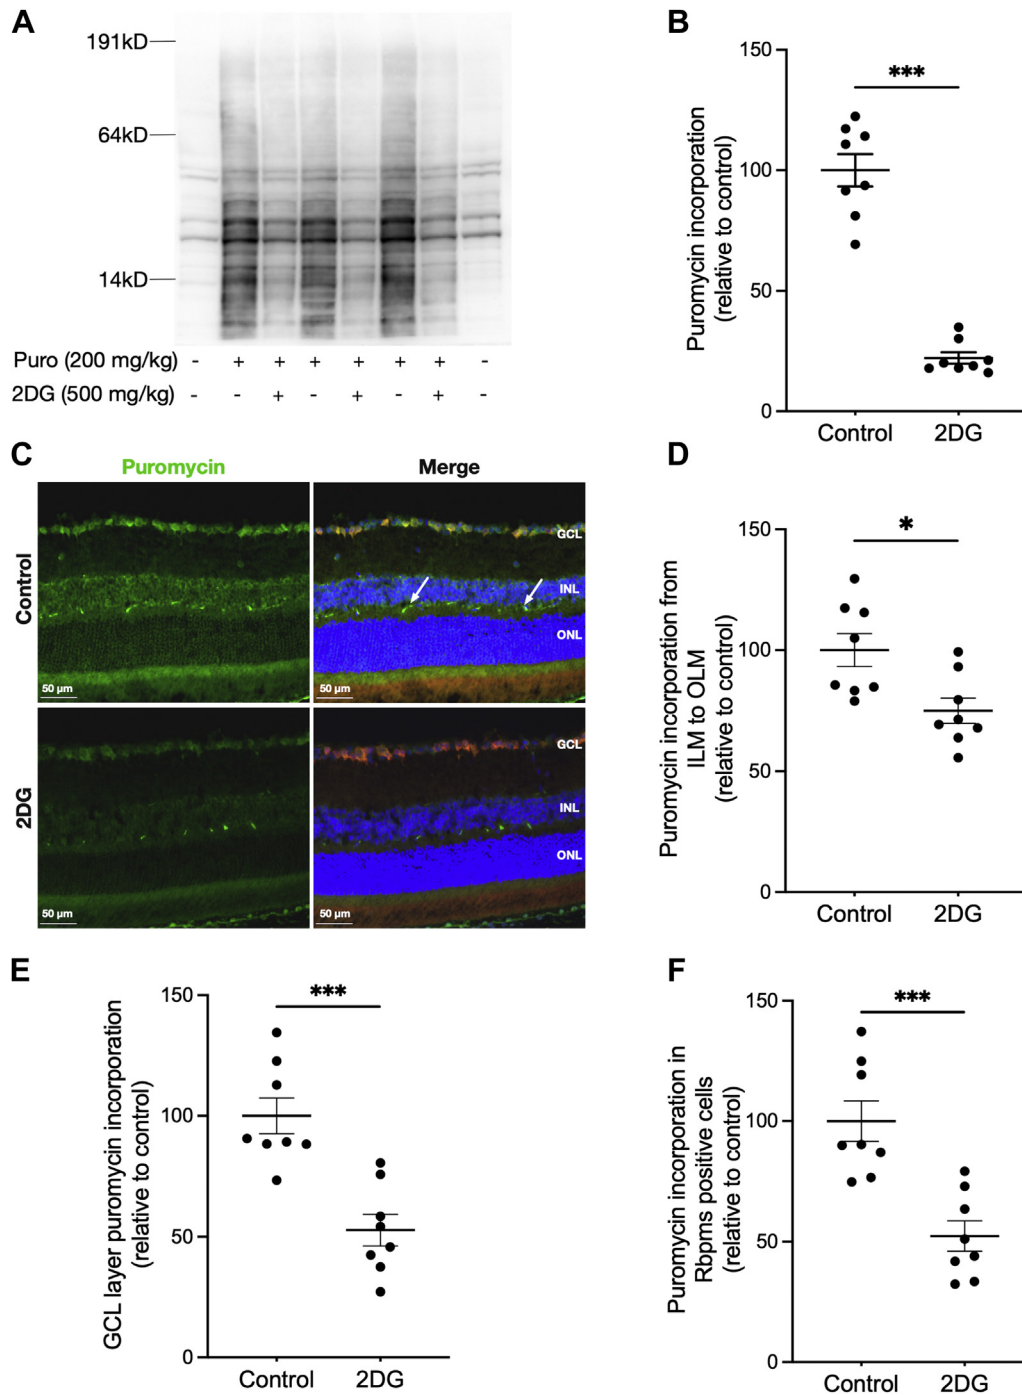 A
191kD
64kD
14kD
Puro (200 mg/kg) - + + + + + + -
2DG (500 mg/kg) - - + - + - + -
B
Puromycin incorporation
(relative to control)
150
100
50
0
***
Control 2DG
C
Puromycin Merge
Control
GCL
INL
ONL
50 µm 50 µm
2DG
GCL
INL
ONL
50 µm 50 µm
D
Puromycin incorporation from
ILM to OLM
(relative to control)
150
100
50
0
*
Control 2DG
E
GCL layer puromycin incorporation
(relative to control)
150
100
50
0
***
Control 2DG
F
Puromycin incorporation in
Rbpms positive cells
(relative to control)
150
100
50
0
***
Control 2DG